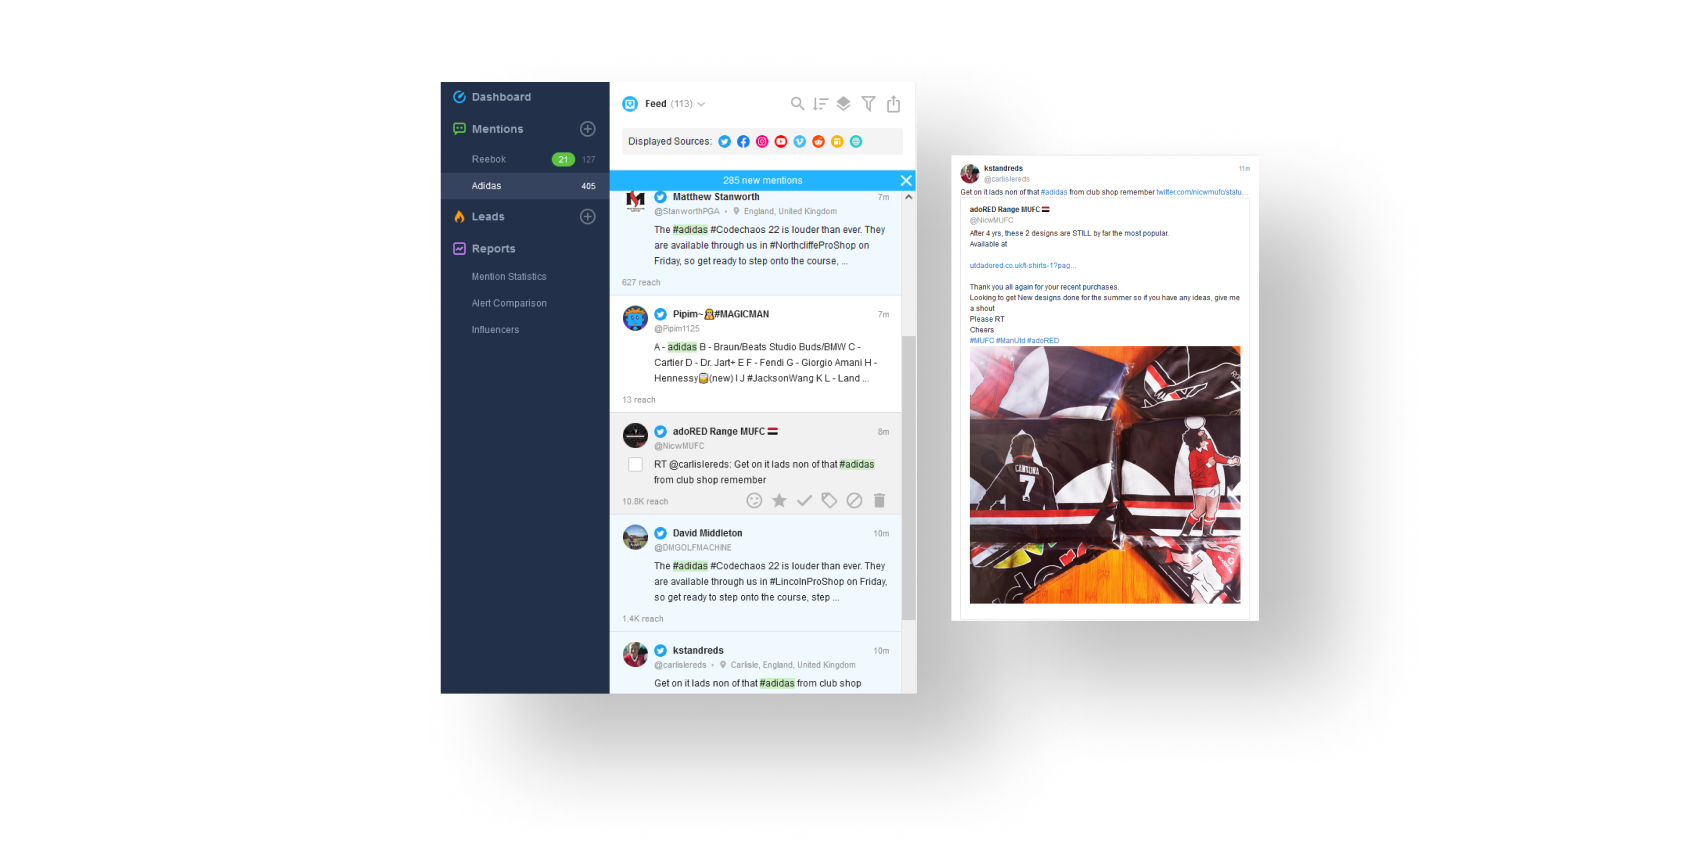 Dashboard
Mentions
Reebok 21 127
Adidas 405
Leads
Reports
Mention Statistics
Alert Comparison
Influencers
Feed (113)
Displayed Sources:
285 new mentions
Matthew Stanworth 7m
@StanworthPGA • England, United Kingdom
The #adidas #Codechaos 22 is louder than ever. They
are available through us in #NorthcliffeProShop on
Friday, so get ready to step onto the course, ...
627 reach
Pipim~#MAGICMAN 7m
@Pipim1125
A - adidas B - Braun/Beats Studio Buds/BMW C -
Cartier D - Dr. Jart+ E F - Fendi G - Giorgio Amani H -
Hennessy(new) I J #JacksonWang K L - Land ...
13 reach
adoRED Range MUFC 8m
@NicwMUFC
RT @carlislereds: Get on it lads non of that #adidas
from club shop remember
10.8K reach
David Middleton 10m
@DMGOLFMACHINE
The #adidas #Codechaos 22 is louder than ever. They
are available through us in #LincolnProShop on Friday,
so get ready to step onto the course, step ...
1.4K reach
kstandreds 10m
@carlislereds • Carlisle, England, United Kingdom
Get on it lads non of that #adidas from club shop
kstandreds 11m
@carlislereds
Get on it lads non of that #adidas from club shop remember twitter.com/nicwmufc/statu...
adoRED Range MUFC
@NicwMUFC
After 4 yrs, these 2 designs are STILL by far the most popular.
Available at
utdadored.co.uk/t-shirts-1?pag...
Thank you all again for your recent purchases.
Looking to get New designs done for the summer so if you have any ideas, give me
a shout
Please RT
Cheers
#MUFC #ManUtd #adoRED
CANTONA
7